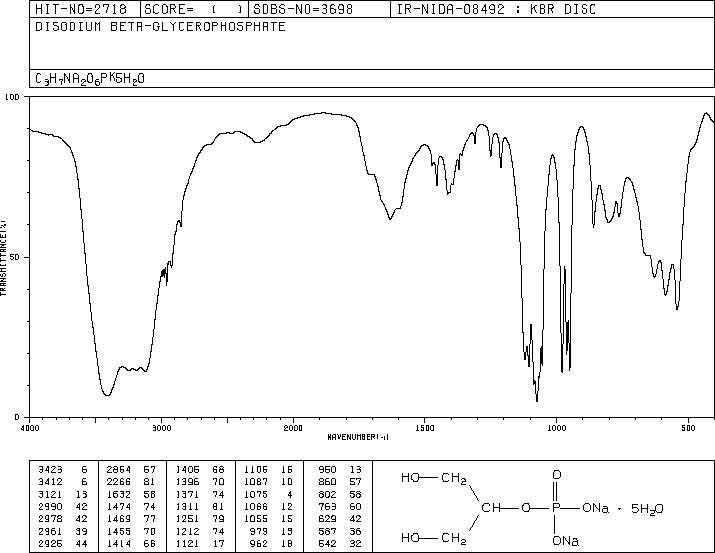 HIT-NO=2718 SCORE= ( ) SDBS-NO=3698 IR-NIDA-08492 : KBR DISC
DISODIUM BETA-GLYCEROPHOSPHATE
C3H7NA2O6PK5H2O
100
50
0
TRANSMITTANCE(%)
4000 3000 2000 1500 1000 500
WAVENUMBER(-1)
3423 6 2864 57 1406 68 1106 16 950 13
3412 6 2266 81 1396 70 1087 10 860 57
3121 13 1632 58 1371 74 1075 4 802 58
2990 42 1474 74 1311 81 1066 12 763 60
2978 42 1469 77 1251 79 1055 15 629 42
2961 39 1455 70 1212 74 979 13 587 36
2925 44 1414 66 1121 17 962 18 542 32
HO CH2 O
CH O P ONa · 5H2O
HO CH2 ONa